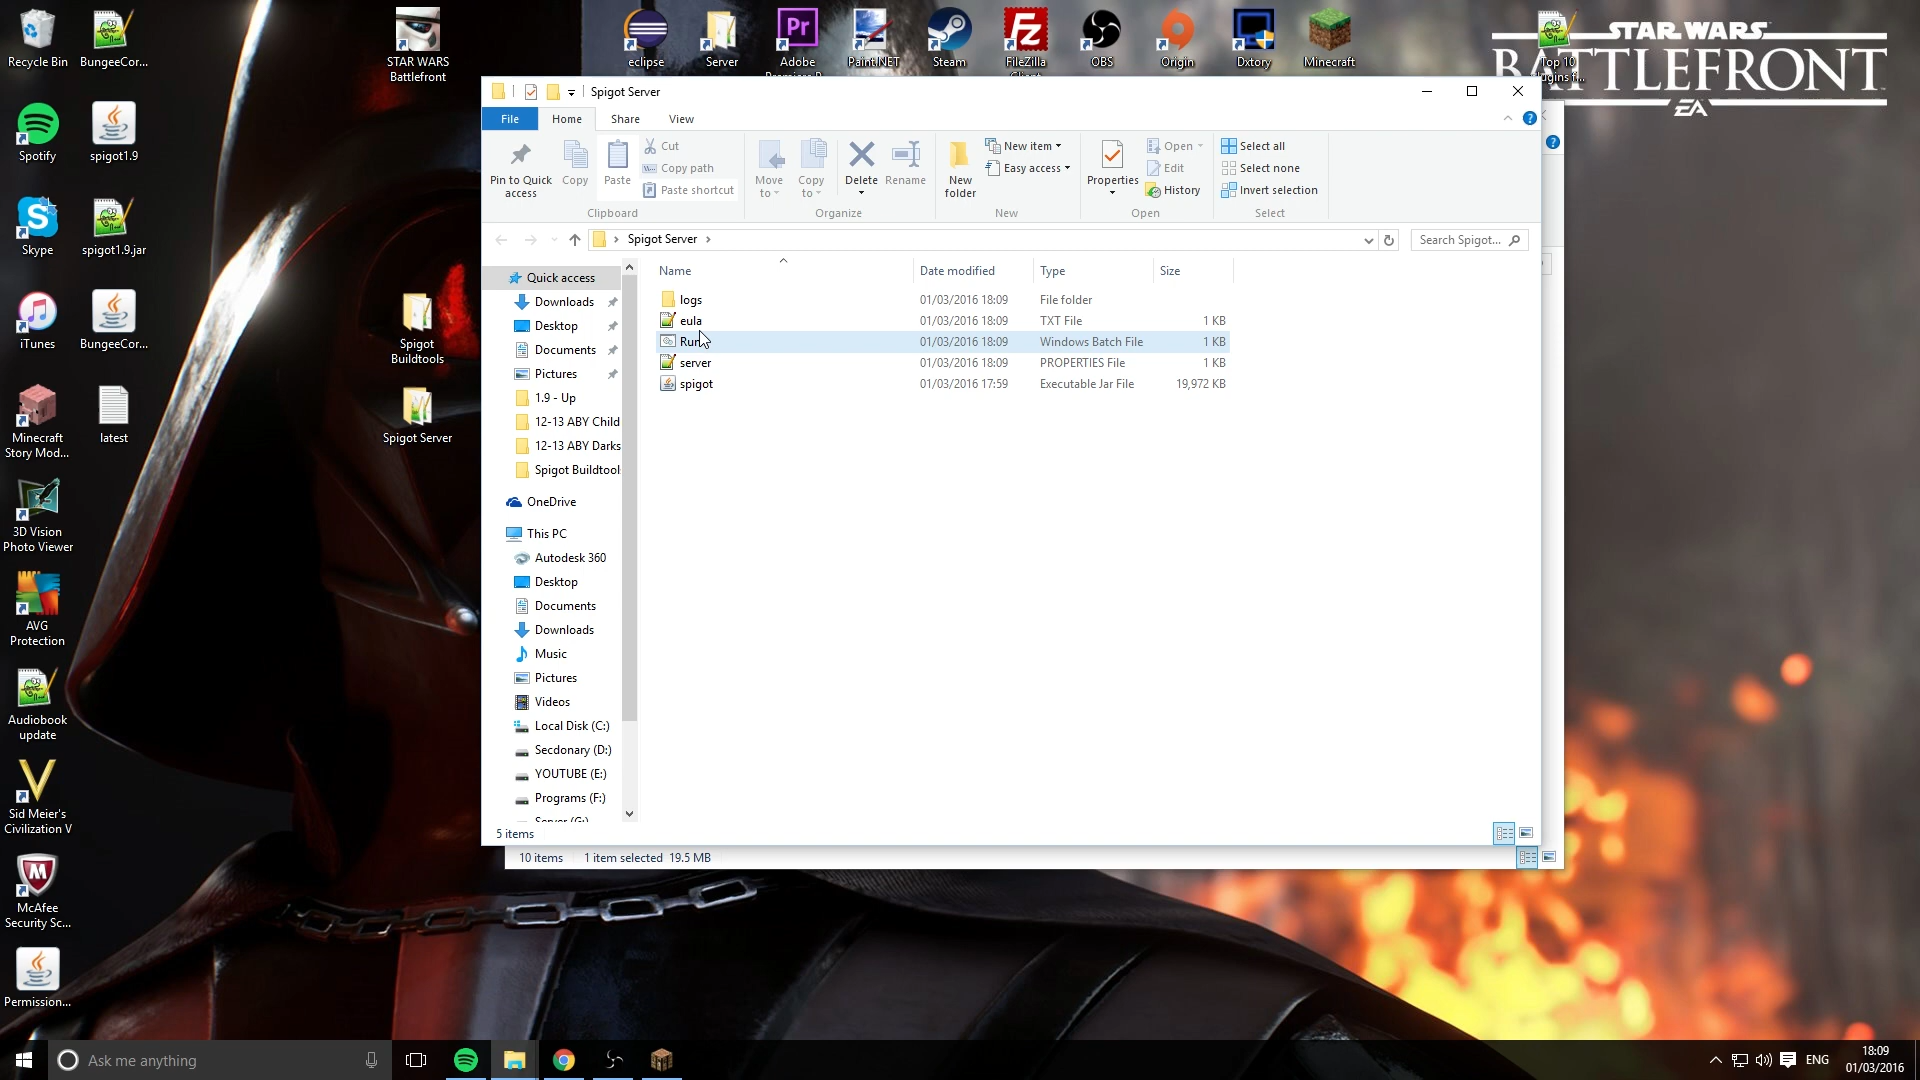 Recycle Bin
BungeeCor...
STAR WARS
Battlefront
eclipse
Server
Adobe
Paint.NET
Steam
FileZilla
OBS
Origin
Dxtory
Minecraft
Top 10
STAR WARS
BATTLEFRONT
EA
Spotify
spigot1.9
Skype
spigot1.9.jar
iTunes
BungeeCor...
Spigot
Buildtools
Minecraft
Story Mod...
latest
Spigot Server
3D Vision
Photo Viewer
AVG
Protection
Audiobook
update
Sid Meier's
Civilization V
McAfee
Security Sc...
Permission...
Spigot Server
File
Home
Share
View
Pin to Quick
access
Copy
Paste
Cut
Copy path
Paste shortcut
Clipboard
Move
to
Copy
to
Delete
Rename
Organize
New
folder
New item
Easy access
New
Properties
Open
Edit
History
Open
Select all
Select none
Invert selection
Select
Spigot Server
Search Spigot...
Quick access
Downloads
Desktop
Documents
Pictures
1.9 - Up
12-13 ABY Child
12-13 ABY Darks
Spigot Buildtool
OneDrive
This PC
Autodesk 360
Desktop
Documents
Downloads
Music
Pictures
Videos
Local Disk (C:)
Secdonary (D:)
YOUTUBE (E:)
Programs (F:)
Server (G:)
Name Date modified Type Size
logs 01/03/2016 18:09 File folder
eula 01/03/2016 18:09 TXT File 1 KB
Run 01/03/2016 18:09 Windows Batch File 1 KB
server 01/03/2016 18:09 PROPERTIES File 1 KB
spigot 01/03/2016 17:59 Executable Jar File 19,972 KB
5 items
10 items 1 item selected 19.5 MB
Ask me anything
ENG
18:09
01/03/2016